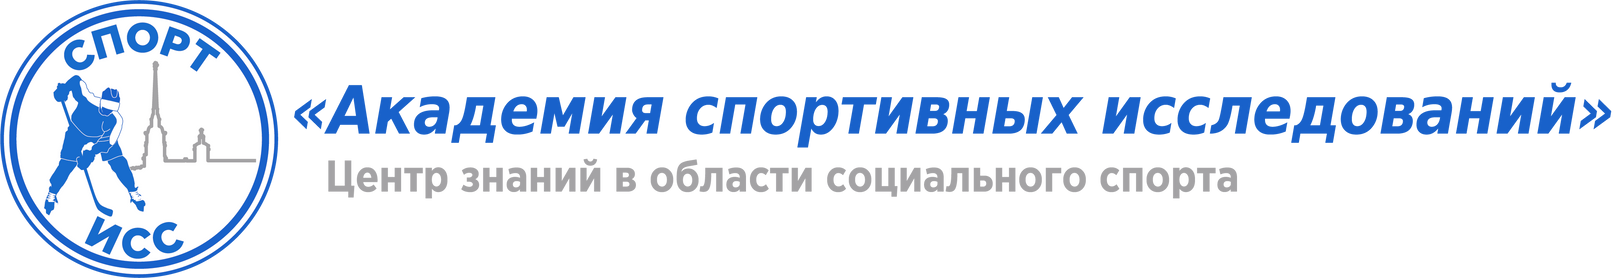 СПОРТ
ИСС
«Академия спортивных исследований»
Центр знаний в области социального спорта